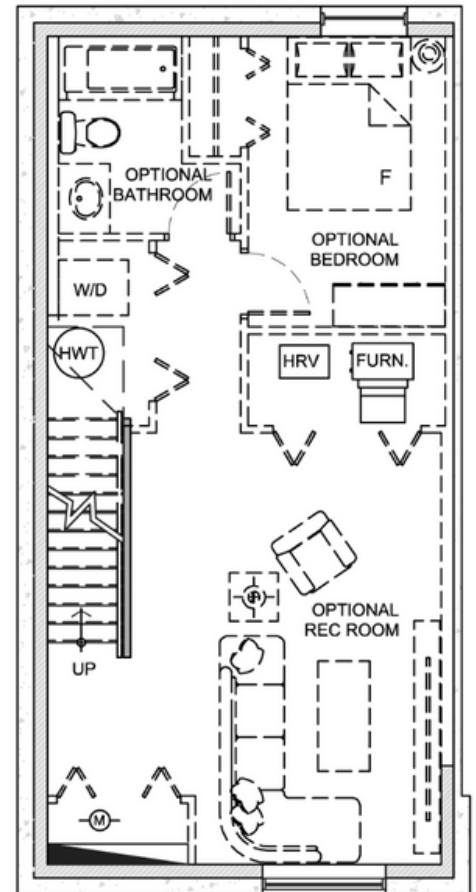 OPTIONAL
BATHROOM
F
OPTIONAL
BEDROOM
W/D
HWT
HRV
FURN.
OPTIONAL
REC ROOM
UP
M